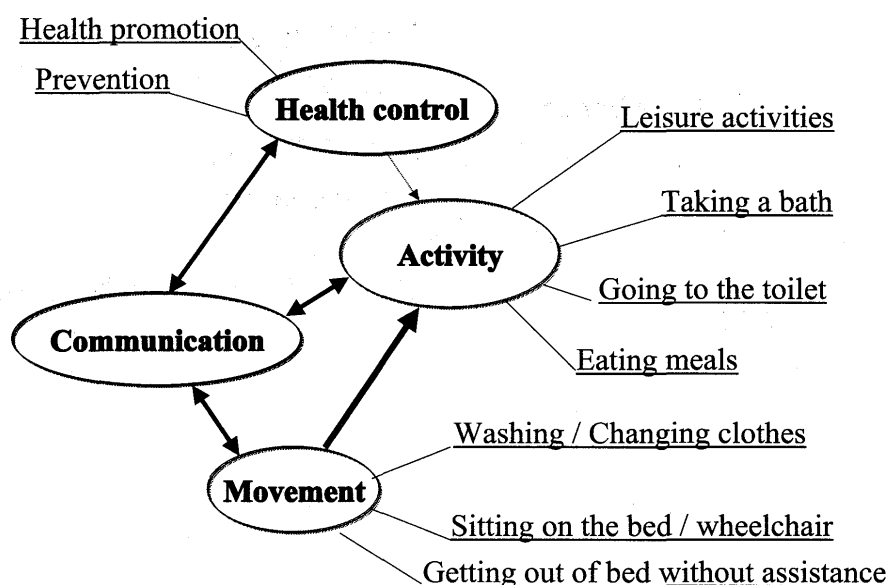 Health promotion
Prevention
Health control
Leisure activities
Taking a bath
Activity
Going to the toilet
Communication
Eating meals
Washing / Changing clothes
Movement
Sitting on the bed / wheelchair
Getting out of bed without assistance